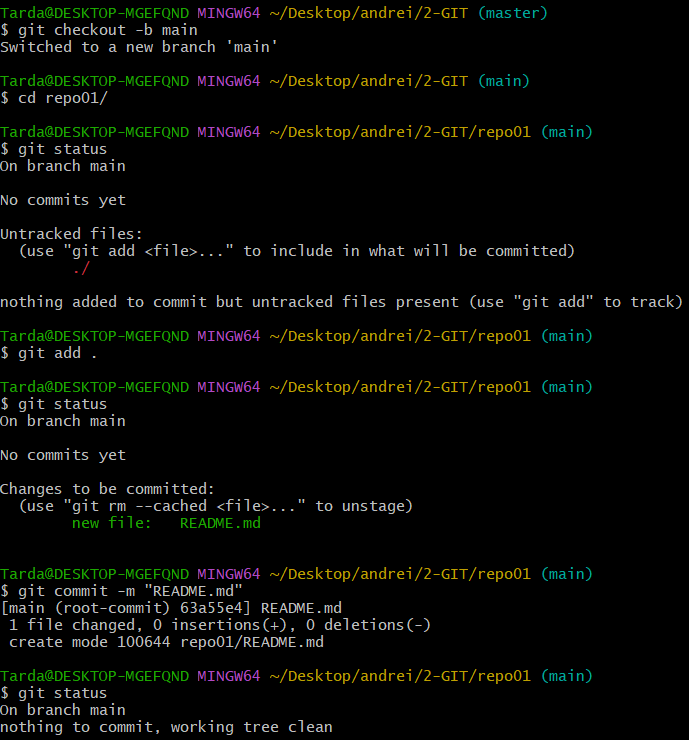 Tarda@DESKTOP-MGEFQND MINGW64 ~/Desktop/andrei/2-GIT (master)
$ git checkout -b main
Switched to a new branch 'main'
Tarda@DESKTOP-MGEFQND MINGW64 ~/Desktop/andrei/2-GIT (main)
$ cd repo01/
Tarda@DESKTOP-MGEFQND MINGW64 ~/Desktop/andrei/2-GIT/repo01 (main)
$ git status
On branch main
No commits yet
Untracked files:
  (use "git add <file>..." to include in what will be committed)
        ./
nothing added to commit but untracked files present (use "git add" to track)
Tarda@DESKTOP-MGEFQND MINGW64 ~/Desktop/andrei/2-GIT/repo01 (main)
$ git add .
Tarda@DESKTOP-MGEFQND MINGW64 ~/Desktop/andrei/2-GIT/repo01 (main)
$ git status
On branch main
No commits yet
Changes to be committed:
  (use "git rm --cached <file>..." to unstage)
        new file:   README.md
Tarda@DESKTOP-MGEFQND MINGW64 ~/Desktop/andrei/2-GIT/repo01 (main)
$ git commit -m "README.md"
[main (root-commit) 63a55e4] README.md
 1 file changed, 0 insertions(+), 0 deletions(-)
 create mode 100644 repo01/README.md
Tarda@DESKTOP-MGEFQND MINGW64 ~/Desktop/andrei/2-GIT/repo01 (main)
$ git status
On branch main
nothing to commit, working tree clean